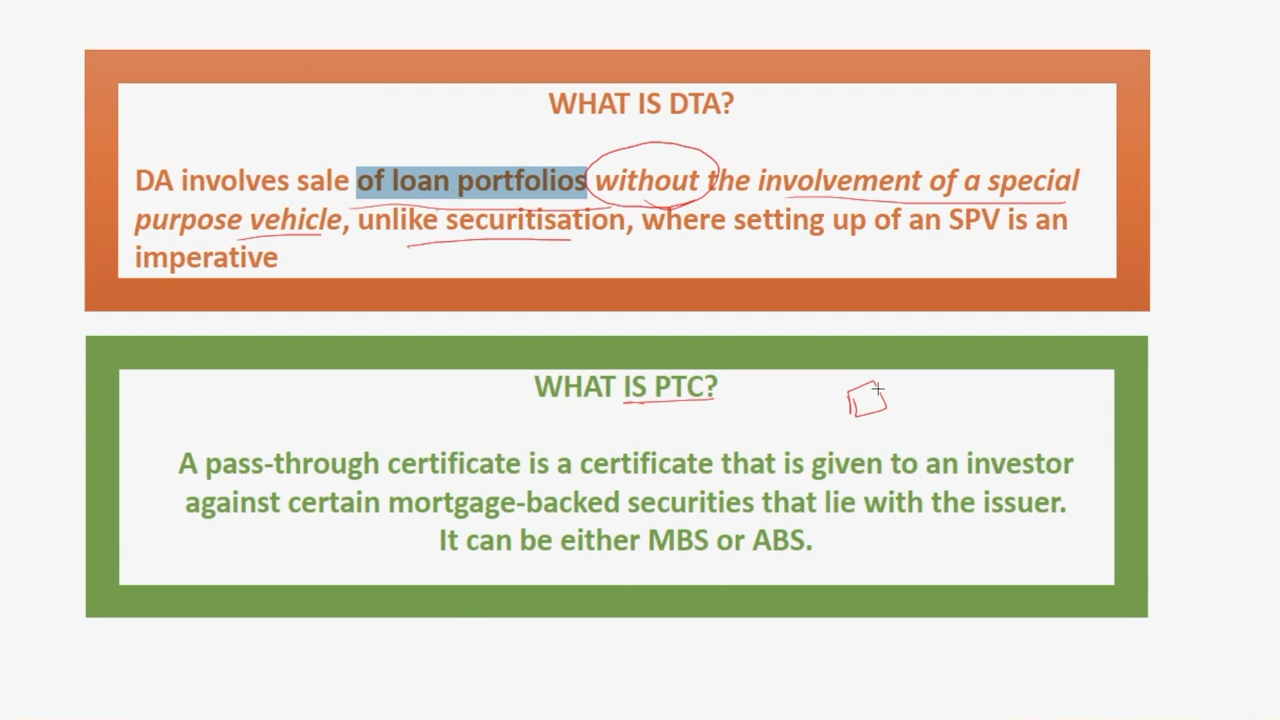 WHAT IS DTA?
DA involves sale of loan portfolios without the involvement of a special
purpose vehicle, unlike securitisation, where setting up of an SPV is an
imperative
WHAT IS PTC?
A pass-through certificate is a certificate that is given to an investor
against certain mortgage-backed securities that lie with the issuer.
It can be either MBS or ABS.